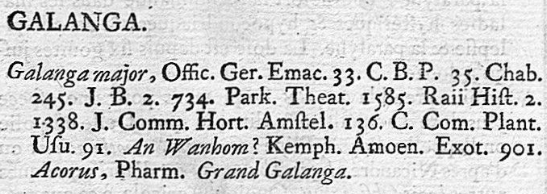 GALANGA.
Galanga major, Offic. Ger. Emac. 33. C. B. P. 35. Chab.
245. J. B. 2. 734. Park. Theat. 1585. Raii Hiſt. 2.
1338. J. Comm. Hort. Amſtel. 136. C. Com. Plant.
Uſu. 91. An Wanhom? Kemph. Amoen. Exot. 901.
Acorus, Pharm. Grand Galanga.